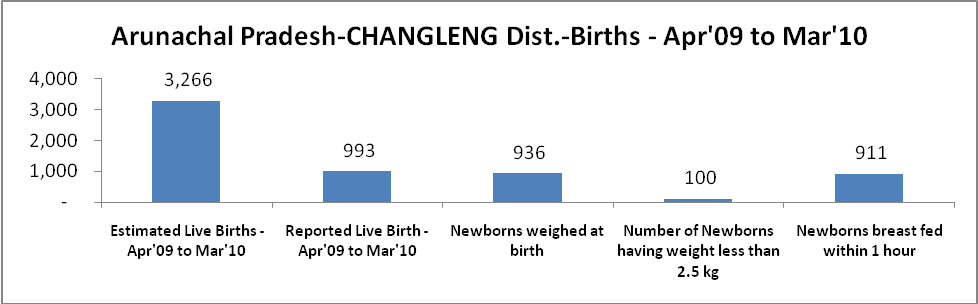 Arunachal Pradesh-CHANGLENG Dist.-Births - Apr'09 to Mar'10
4,000
3,000
2,000
1,000
-
3,266
993
936
100
911
Estimated Live Births -
Apr'09 to Mar'10
Reported Live Birth -
Apr'09 to Mar'10
Newborns weighed at
birth
Number of Newborns
having weight less than
2.5 kg
Newborns breast fed
within 1 hour